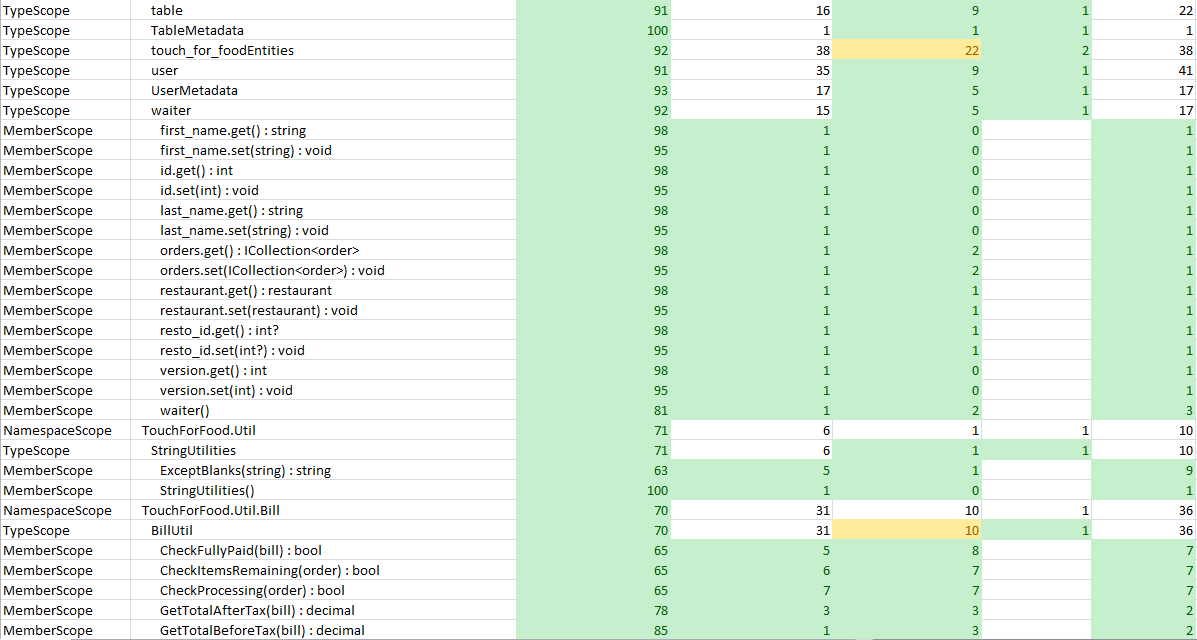 TypeScope table 91 16 9 1 22
TypeScope TableMetadata 100 1 1 1 1
TypeScope touch_for_foodEntities 92 38 22 2 38
TypeScope user 91 35 9 1 41
TypeScope UserMetadata 93 17 5 1 17
TypeScope waiter 92 15 5 1 17
MemberScope first_name.get() : string 98 1 0 1
MemberScope first_name.set(string) : void 95 1 0 1
MemberScope id.get() : int 98 1 0 1
MemberScope id.set(int) : void 95 1 0 1
MemberScope last_name.get() : string 98 1 0 1
MemberScope last_name.set(string) : void 95 1 0 1
MemberScope orders.get() : ICollection<order> 98 1 2 1
MemberScope orders.set(ICollection<order>) : void 95 1 2 1
MemberScope restaurant.get() : restaurant 98 1 1 1
MemberScope restaurant.set(restaurant) : void 95 1 1 1
MemberScope resto_id.get() : int? 98 1 1 1
MemberScope resto_id.set(int?) : void 95 1 1 1
MemberScope version.get() : int 98 1 0 1
MemberScope version.set(int) : void 95 1 0 1
MemberScope waiter() 81 1 2 3
NamespaceScope TouchForFood.Util 71 6 1 1 10
TypeScope StringUtilities 71 6 1 1 10
MemberScope ExceptBlanks(string) : string 63 5 1 9
MemberScope StringUtilities() 100 1 0 1
NamespaceScope TouchForFood.Util.Bill 70 31 10 1 36
TypeScope BillUtil 70 31 10 1 36
MemberScope CheckFullyPaid(bill) : bool 65 5 8 7
MemberScope CheckItemsRemaining(order) : bool 65 6 7 7
MemberScope CheckProcessing(order) : bool 65 7 7 7
MemberScope GetTotalAfterTax(bill) : decimal 78 3 3 2
MemberScope GetTotalBeforeTax(bill) : decimal 85 1 3 2